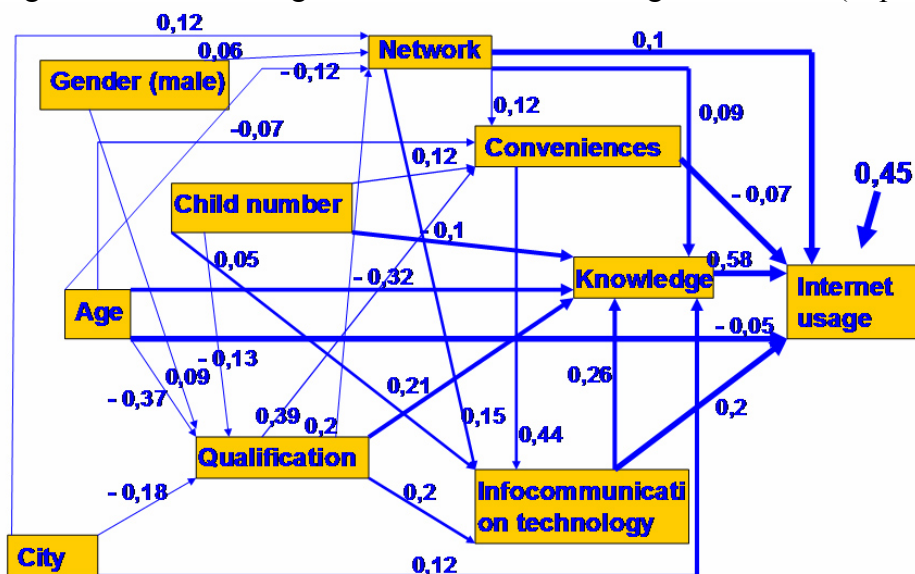 0,12
Network
0,1
0,06
Gender (male)
- 0,12
0,12
0,09
-0,07
Conveniences
0,12
0,45
- 0,07
Child number
- 0,1
0,05
0,58
Knowledge
- 0,32
Internet
usage
Age
- 0,05
- 0,13
0,26
- 0,37
0,09
0,21
0,2
0,39
0,2
0,15
0,44
Qualification
Infocommunicati
on technology
- 0,18
0,2
City
0,12